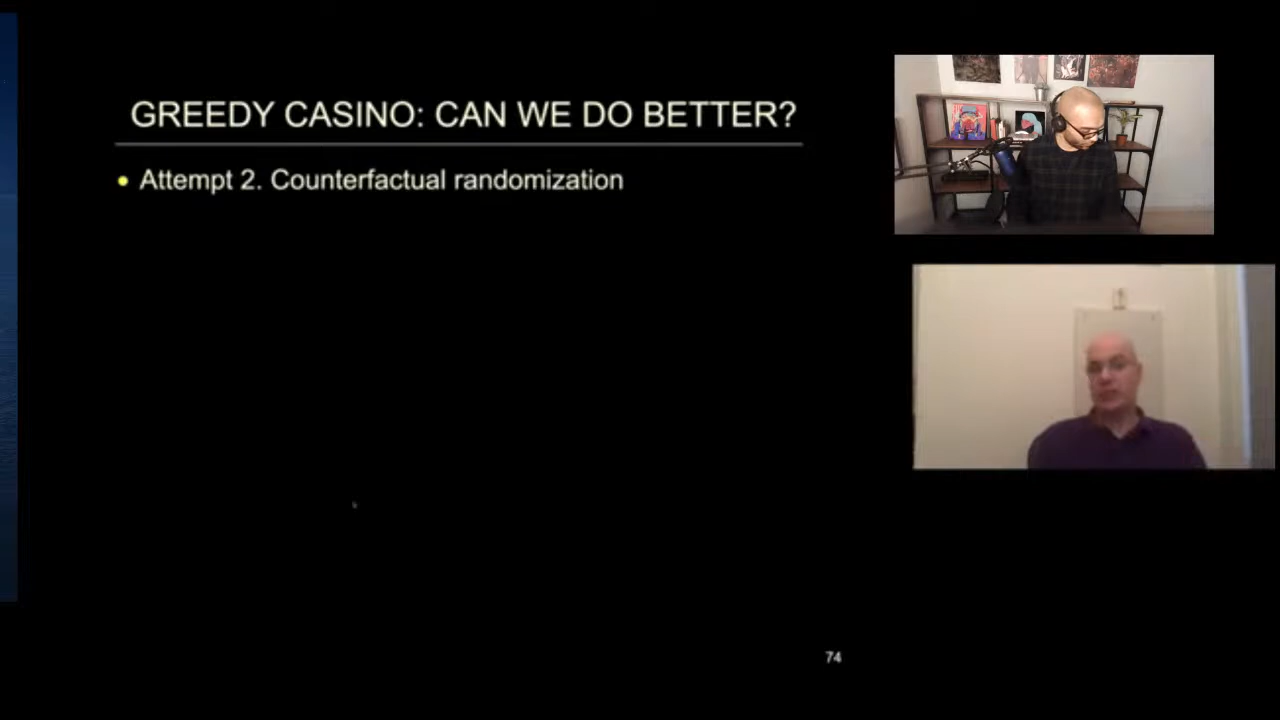 GREEDY CASINO: CAN WE DO BETTER?
• Attempt 2. Counterfactual randomization
74